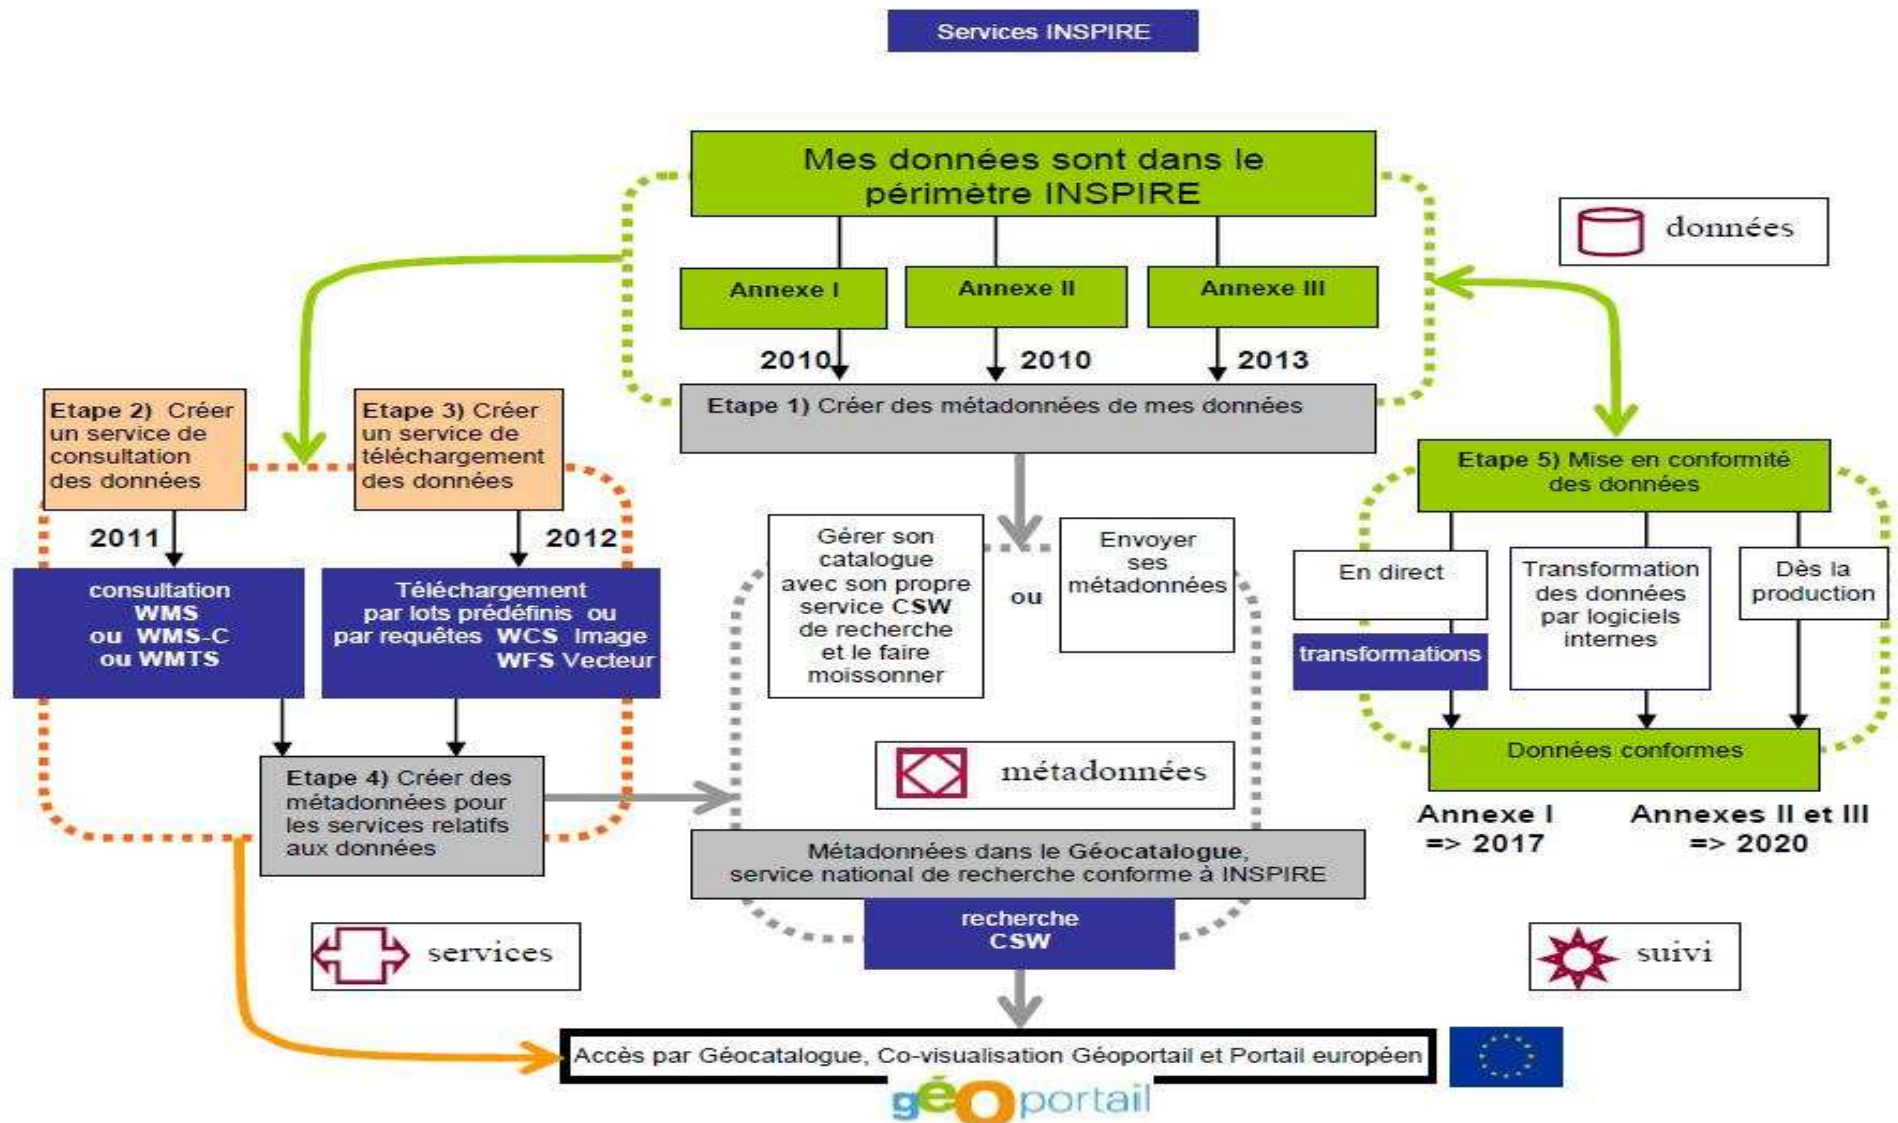 Services INSPIRE
Mes données sont dans le
périmètre INSPIRE
données
Annexe I
Annexe II
Annexe III
2010
2010
2013
Etape 1) Créer des métadonnées de mes données
Etape 2) Créer
un service de
consultation
des données
Etape 3) Créer
un service de
téléchargement
des données
2011
2012
consultation
WMS
ou WMS-C
ou WMTS
Téléchargement
par lots prédéfinis ou
par requêtes WCS Image
WFS Vecteur
Etape 4) Créer des
métadonnées pour
les services relatifs
aux données
services
Gérer son
catalogue
avec son propre
service CSW
de recherche
et le faire
moissonner
ou
Envoyer
ses
métadonnées
métadonnées
Métadonnées dans le Géocatalogue,
service national de recherche conforme à INSPIRE
recherche
CSW
Etape 5) Mise en conformité
des données
En direct
transformations
Transformation
des données
par logiciels
internes
Dès la
production
Données conformes
Annexe I
=> 2017
Annexes II et III
=> 2020
suivi
Accès par Géocatalogue, Co-visualisation Géoportail et Portail européen
géoportail